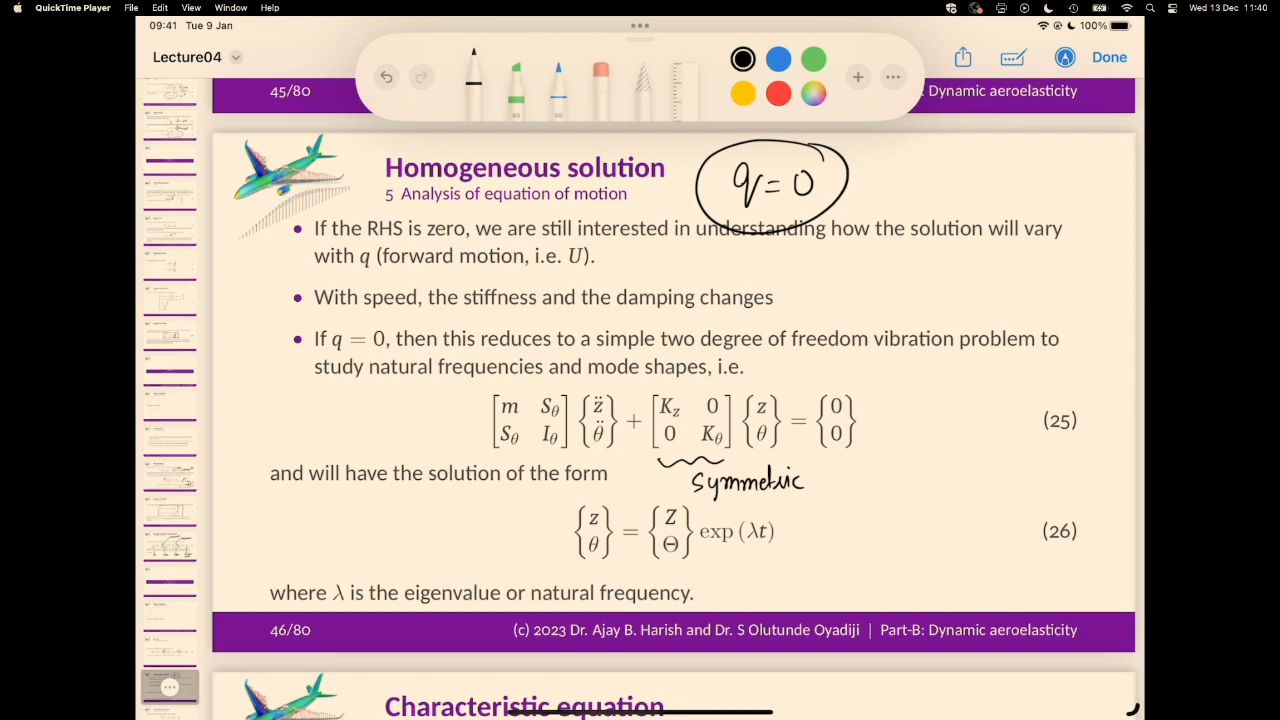 QuickTime Player File Edit View Window Help Wed 13 Dec 11:40
09:41 Tue 9 Jan 100%
Lecture04 Done
45/80 : Dynamic aeroelasticity
Homogeneous solution
q = 0
5 Analysis of equation of motion
• If the RHS is zero, we are still interested in understanding how the solution will vary
with q (forward motion, i.e. U).
• With speed, the stiffness and the damping changes
• If q = 0, then this reduces to a simple two degree of freedom vibration problem to
study natural frequencies and mode shapes, i.e.
[m S_θ; S_θ I_θ] {z̈; θ̈} + [K_z 0; 0 K_θ] {z; θ} = {0; 0} (25)
and will have the solution of the form
Symmetric
{z; θ} = {Z; Θ} exp (λt) (26)
where λ is the eigenvalue or natural frequency.
46/80 (c) 2023 Dr. Ajay B. Harish and Dr. S Olutunde Oyadiji | Part-B: Dynamic aeroelasticity
Characteristic equation